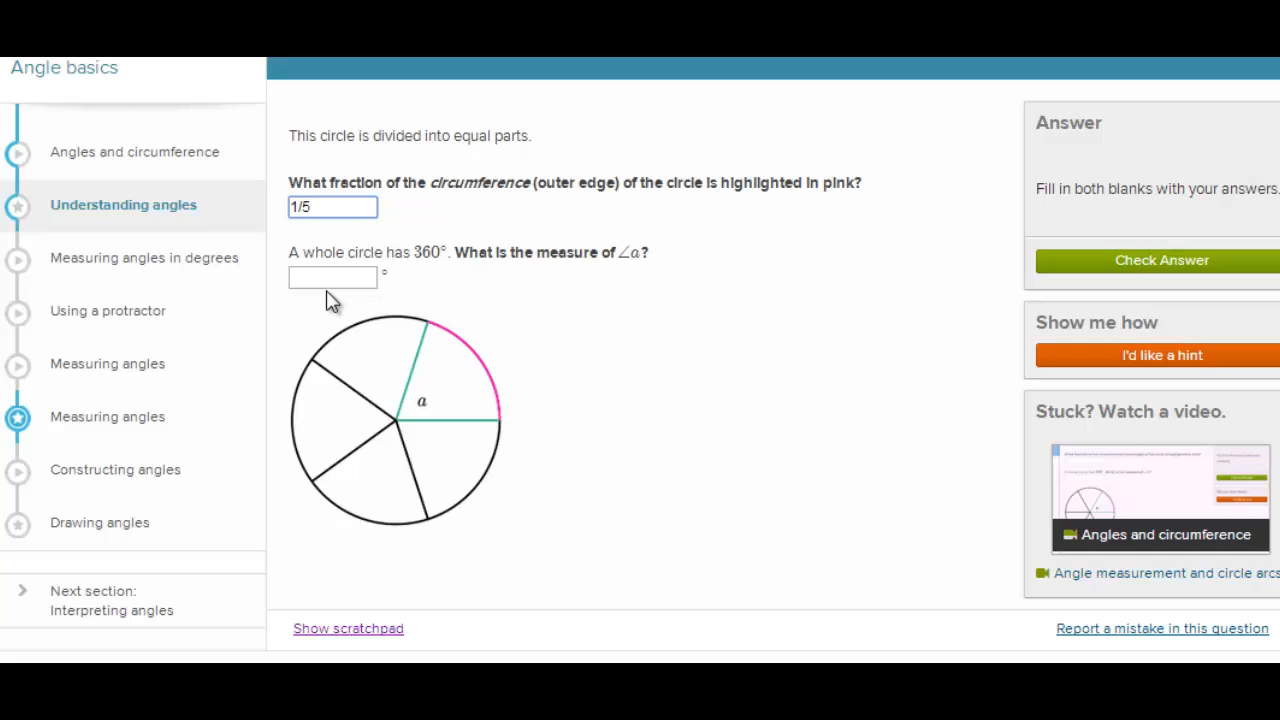 Angle basics
Angles and circumference
Understanding angles
Measuring angles in degrees
Using a protractor
Measuring angles
Measuring angles
Constructing angles
Drawing angles
Next section:
Interpreting angles
This circle is divided into equal parts.
What fraction of the circumference (outer edge) of the circle is highlighted in pink?
1/5
A whole circle has 360°. What is the measure of ∠a?
°
a
Show scratchpad
Answer
Fill in both blanks with your answers.
Check Answer
Show me how
I'd like a hint
Stuck? Watch a video.
Angles and circumference
Angle measurement and circle arcs
Report a mistake in this question